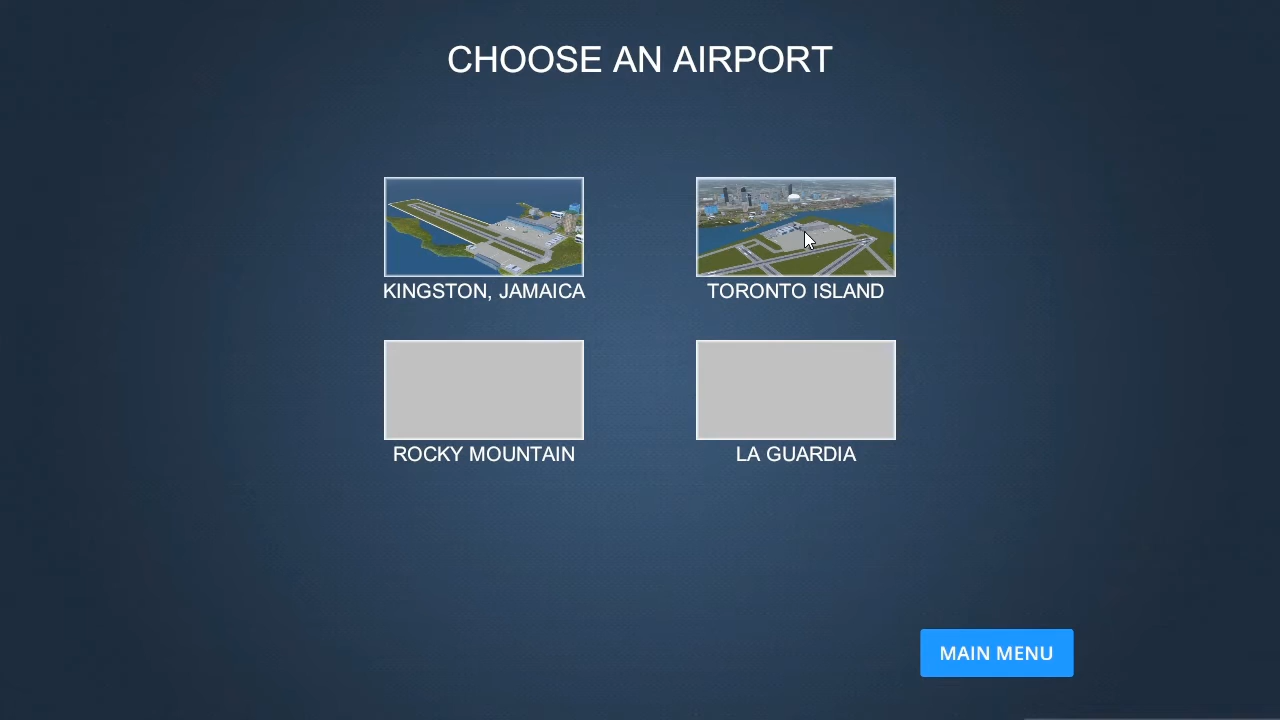 CHOOSE AN AIRPORT
KINGSTON, JAMAICA
TORONTO ISLAND
ROCKY MOUNTAIN
LA GUARDIA
MAIN MENU